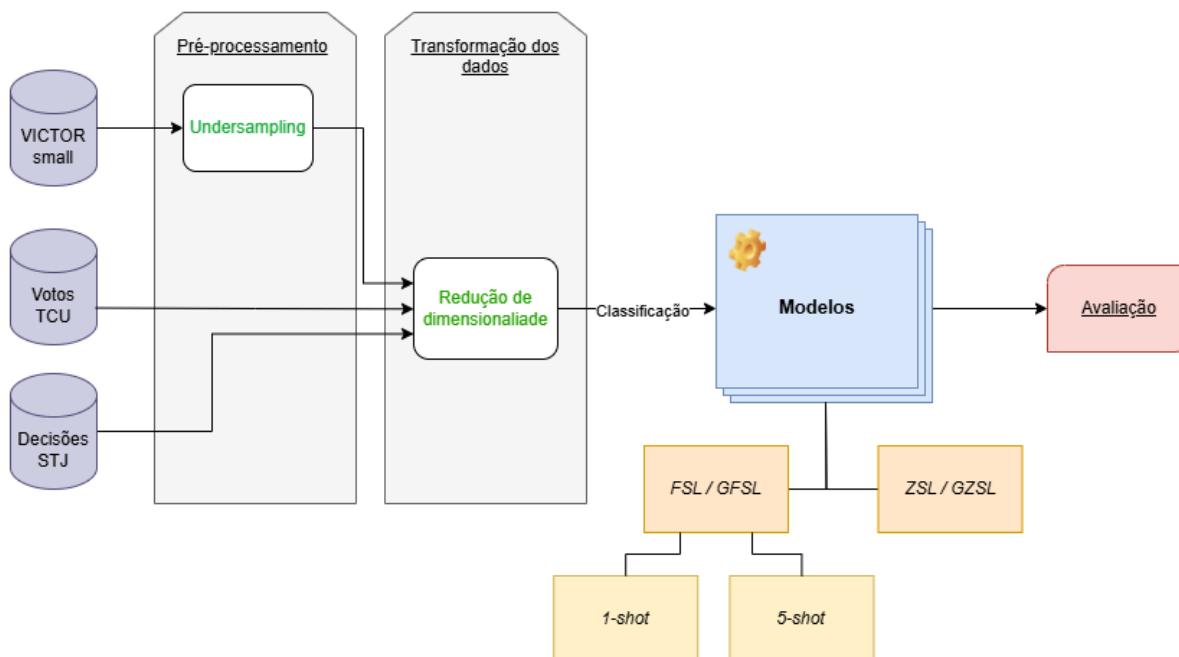 Pré-processamento
Transformação dos
dados
VICTOR
small
Undersampling
Votos
TCU
Redução de
dimensionaliade
Classificação
Modelos
Avaliação
Decisões
STJ
FSL / GFSL
ZSL / GZSL
1-shot
5-shot